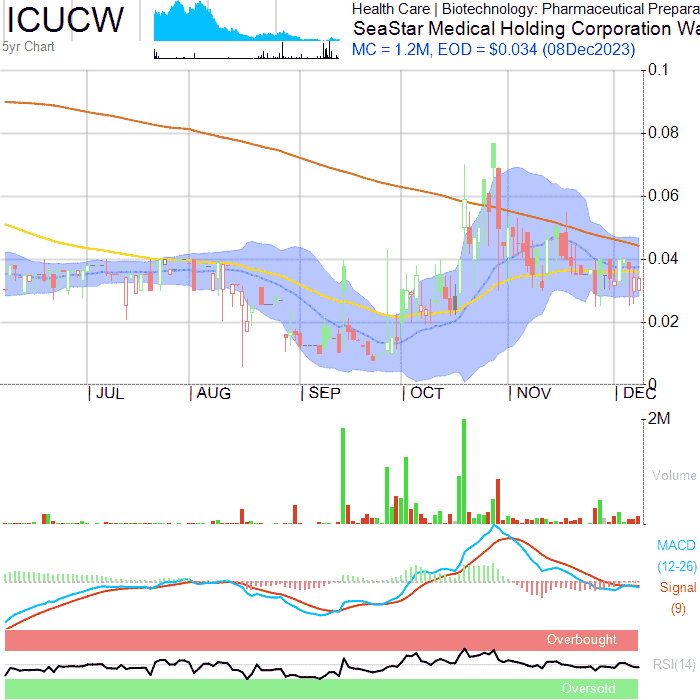 ICUCW
5yr Chart
Health Care | Biotechnology: Pharmaceutical Prepara
SeaStar Medical Holding Corporation Wa
MC = 1.2M, EOD = $0.034 (08Dec2023)
0.1
0.08
0.06
0.04
0.02
0
JUL AUG SEP OCT NOV DEC
2M
Volume
MACD
(12-26)
Signal
(9)
Overbought
RSI(14)
Oversold